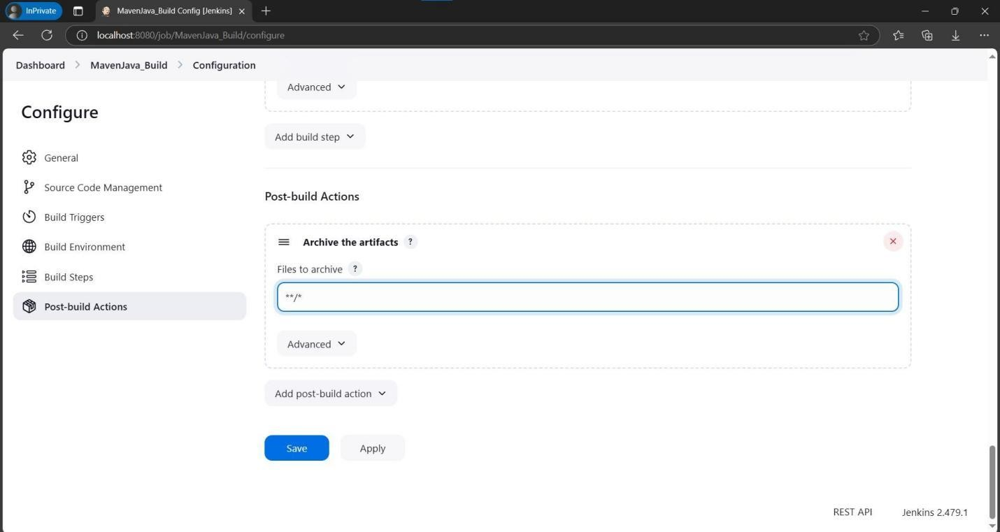 InPrivate
MavenJava_Build Config [Jenkins]
localhost:8080/job/MavenJava_Build/configure
Dashboard > MavenJava_Build > Configuration
Advanced
Configure
Add build step
General
Source Code Management
Post-build Actions
Build Triggers
Archive the artifacts ?
Build Environment
Files to archive ?
Build Steps
**/*
Post-build Actions
Advanced
Add post-build action
Save Apply
REST API Jenkins 2.479.1